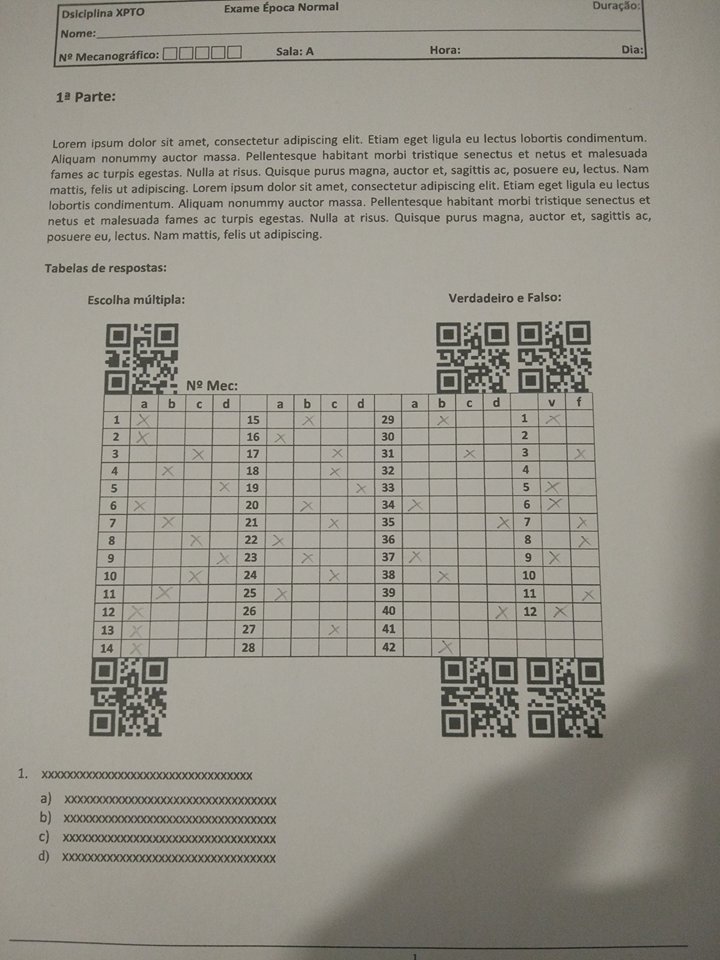 Dsiciplina XPTO Exame Época Normal Duração:
Nome:
Nº Mecanográfico: Sala: A Hora: Dia:
1ª Parte:
Lorem ipsum dolor sit amet, consectetur adipiscing elit. Etiam eget ligula eu lectus lobortis condimentum.
Aliquam nonummy auctor massa. Pellentesque habitant morbi tristique senectus et netus et malesuada
fames ac turpis egestas. Nulla at risus. Quisque purus magna, auctor et, sagittis ac, posuere eu, lectus. Nam
mattis, felis ut adipiscing. Lorem ipsum dolor sit amet, consectetur adipiscing elit. Etiam eget ligula eu lectus
lobortis condimentum. Aliquam nonummy auctor massa. Pellentesque habitant morbi tristique senectus et
netus et malesuada fames ac turpis egestas. Nulla at risus. Quisque purus magna, auctor et, sagittis ac,
posuere eu, lectus. Nam mattis, felis ut adipiscing.
Tabelas de respostas:
Escolha múltipla: Verdadeiro e Falso:
Nº Mec:
a b c d a b c d a b c d v f
1 X 15 X 29 X 1 X
2 X 16 X 30 2
3 X 17 X 31 X 3 X
4 X 18 X 32 4
5 X 19 X 33 5 X
6 X 20 X 34 X 6 X
7 X 21 X 35 X 7 X
8 X 22 X 36 8 X
9 X 23 X 37 X 9 X
10 X 24 X 38 X 10
11 X 25 X 39 11 X
12 X 26 40 X 12 X
13 X 27 X 41
14 X 28 42 X
1. xxxxxxxxxxxxxxxxxxxxxxxxxxxxxxxxx
a) xxxxxxxxxxxxxxxxxxxxxxxxxxxxxxxxx
b) xxxxxxxxxxxxxxxxxxxxxxxxxxxxxxxxx
c) xxxxxxxxxxxxxxxxxxxxxxxxxxxxxxxxx
d) xxxxxxxxxxxxxxxxxxxxxxxxxxxxxxxxx